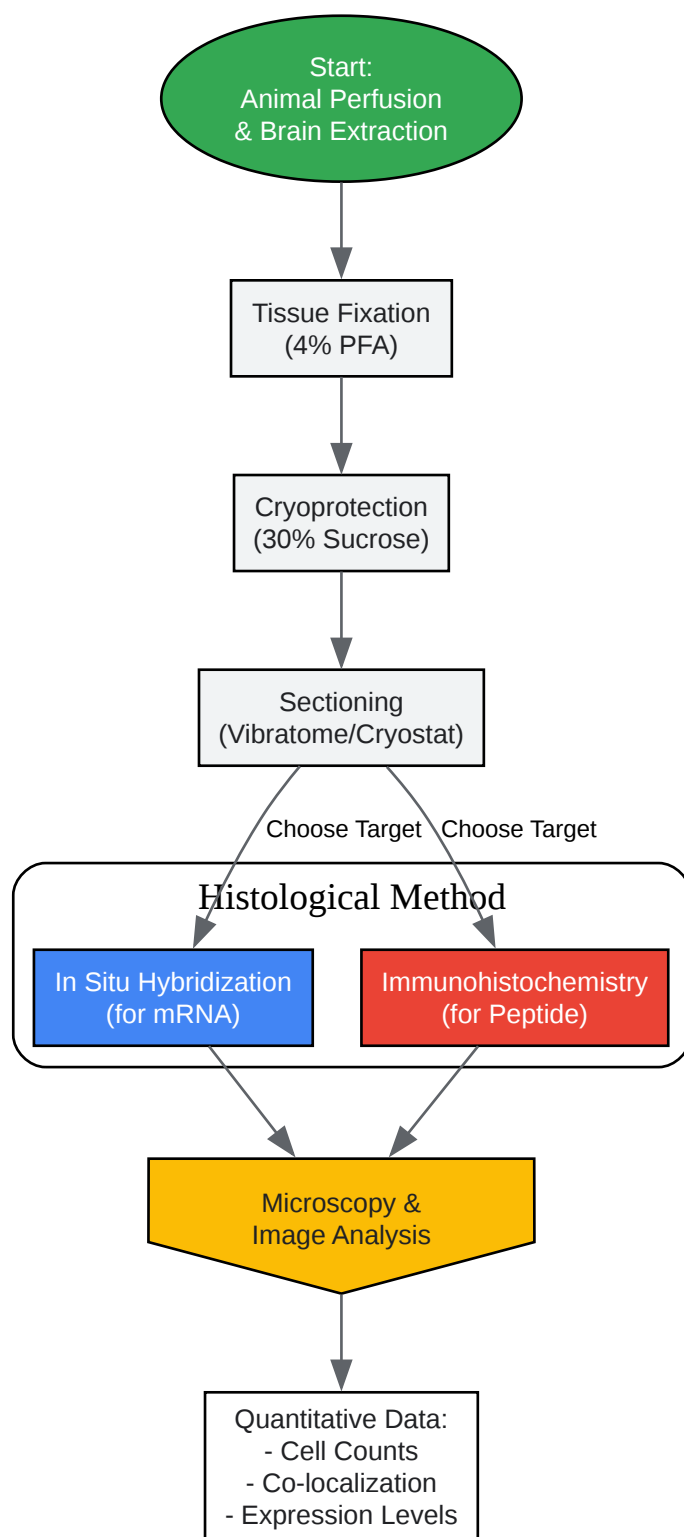 Start:
Animal Perfusion
& Brain Extraction
Tissue Fixation
(4% PFA)
Cryoprotection
(30% Sucrose)
Sectioning
(Vibratome/Cryostat)
Choose Target
Choose Target
Histological Method
In Situ Hybridization
(for mRNA)
Immunohistochemistry
(for Peptide)
Microscopy &
Image Analysis
Quantitative Data:
- Cell Counts
- Co-localization
- Expression Levels